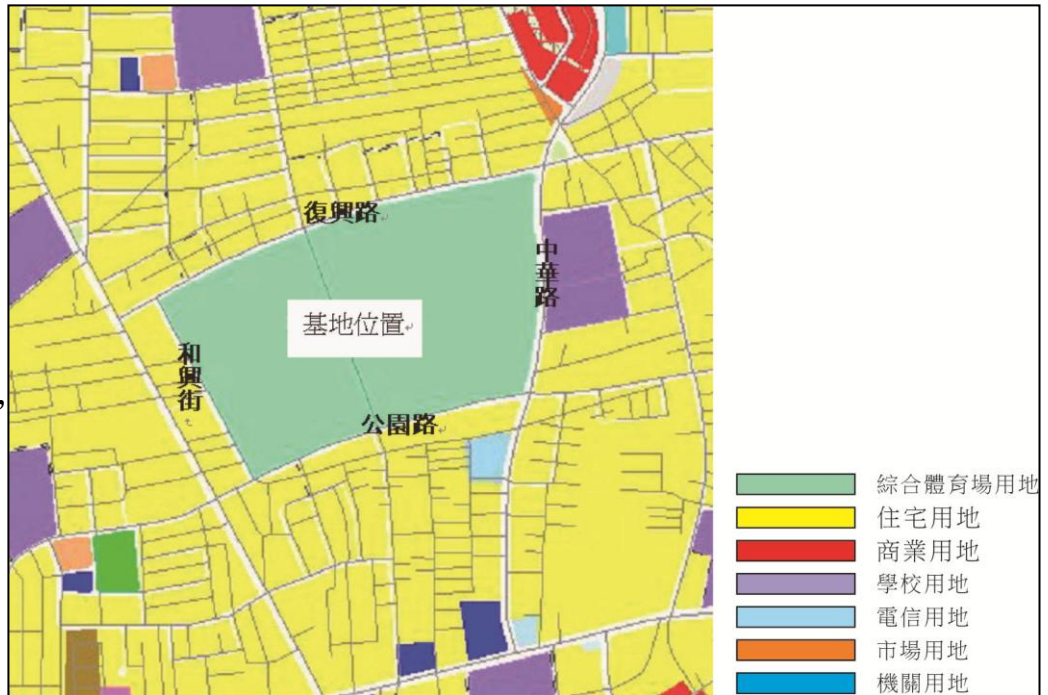 復興路
中華路
基地位置
和興街
,
公園路
綜合體育場用地
住宅用地
商業用地
學校用地
電信用地
市場用地
機關用地